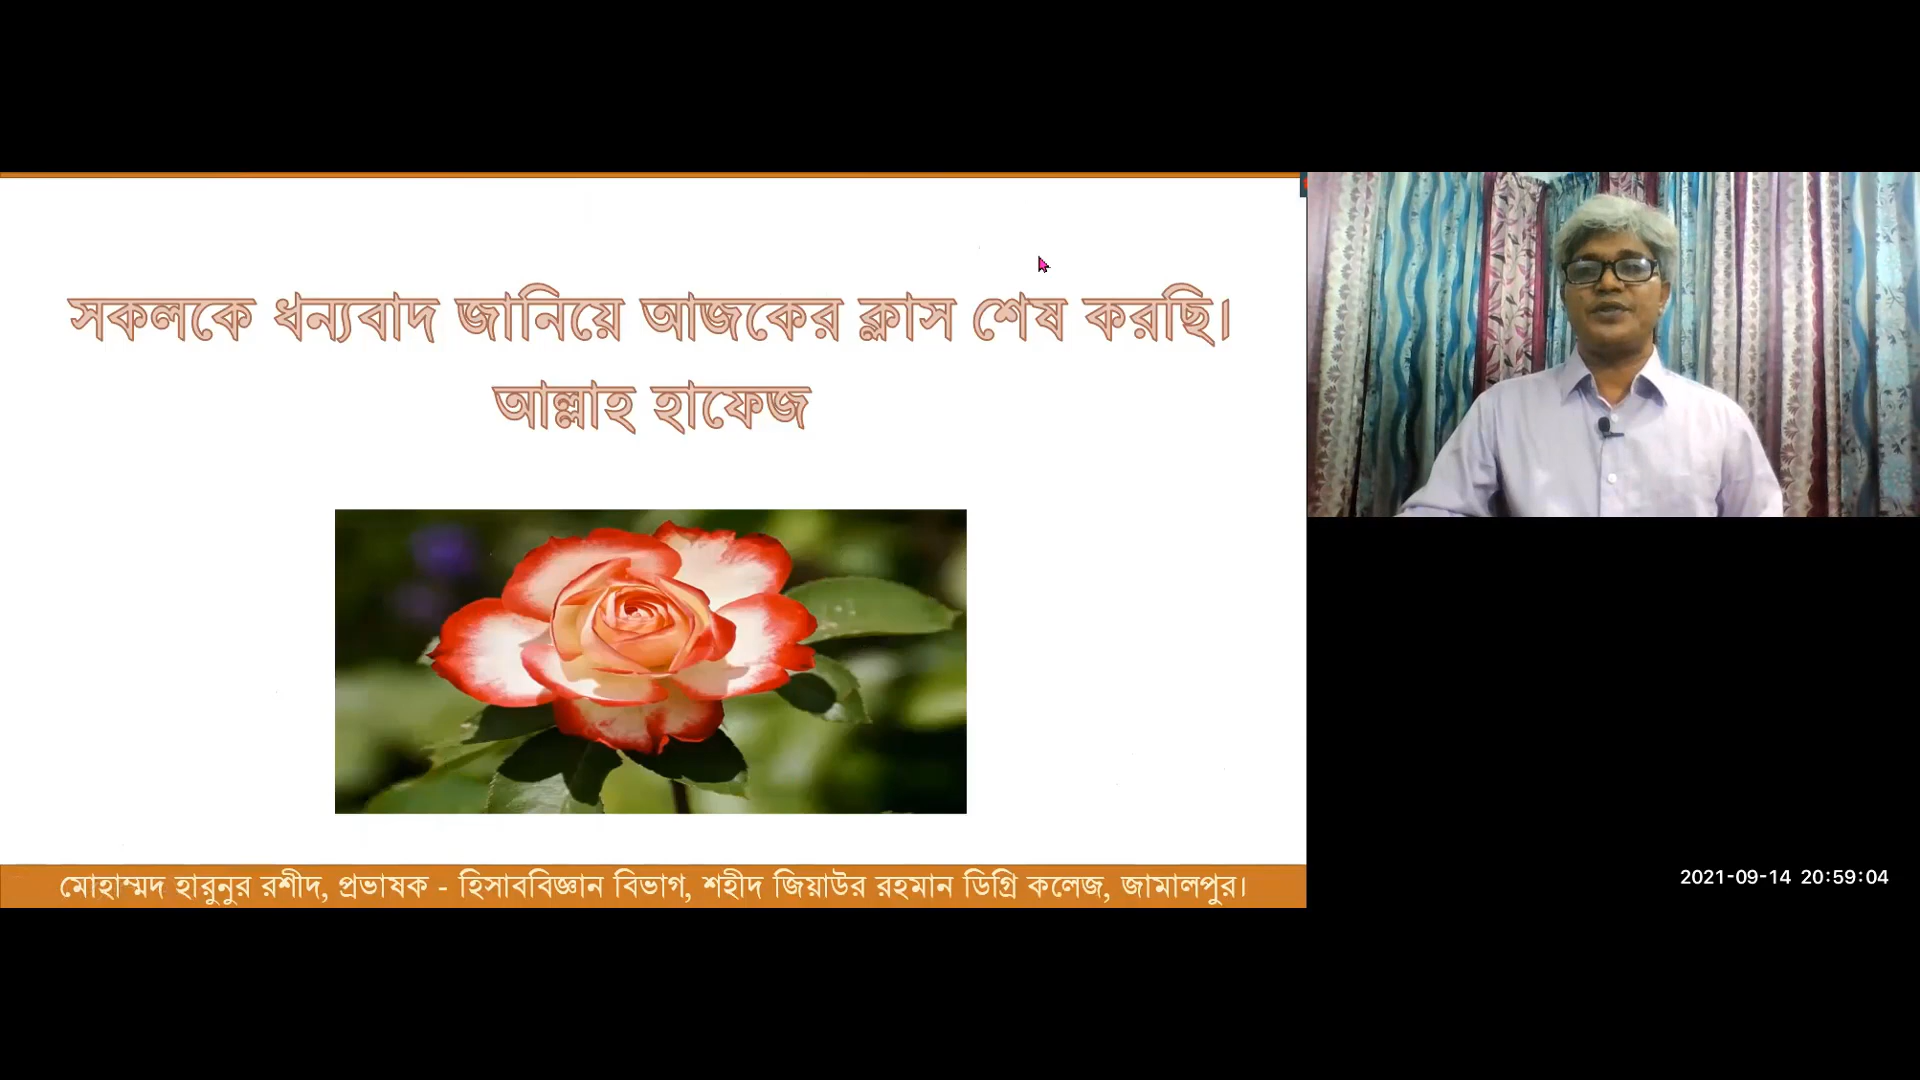 সকলকে ধন্যবাদ জানিয়ে আজকের ক্লাস শেষ করছি।
আল্লাহ হাফেজ
মোহাম্মদ হারুনুর রশীদ, প্রভাষক - হিসাববিজ্ঞান বিভাগ, শহীদ জিয়াউর রহমান ডিগ্রি কলেজ, জামালপুর।
2021-09-14 20:59:04